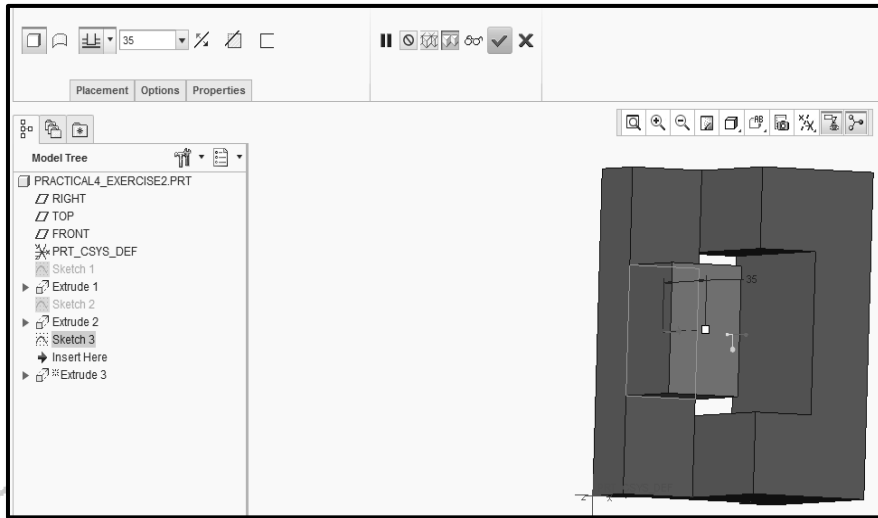 35
Placement Options Properties
Model Tree
PRACTICAL4_EXERCISE2.PRT
RIGHT
TOP
FRONT
PRT_CSYS_DEF
Sketch 1
Extrude 1
Sketch 2
Extrude 2
Sketch 3
Insert Here
Extrude 3
35
Z X